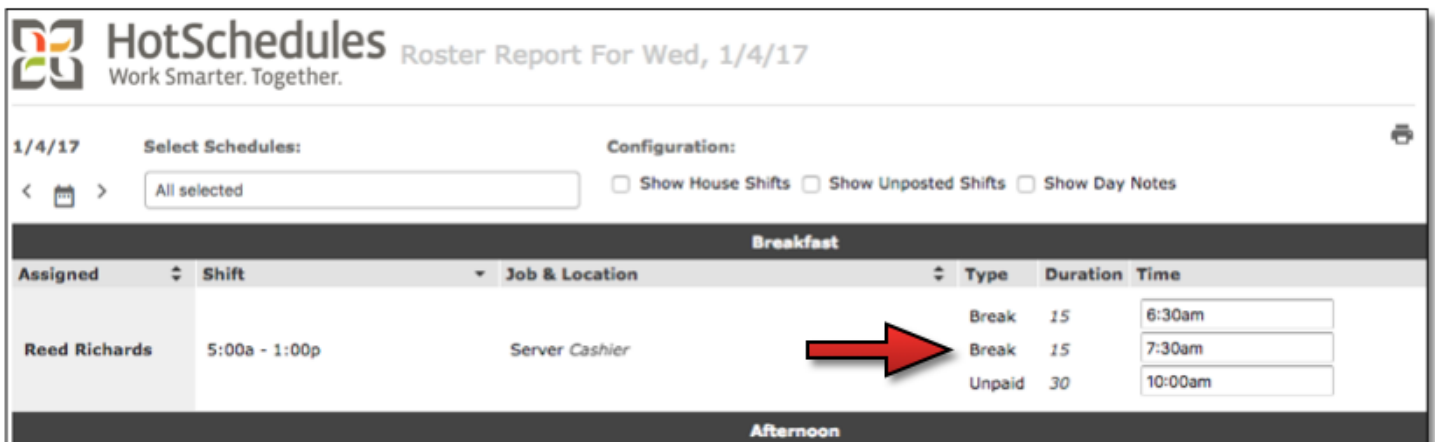 HotSchedules Roster Report For Wed, 1/4/17
Work Smarter. Together.
1/4/17 Select Schedules: Configuration:
All selected Show House Shifts Show Unposted Shifts Show Day Notes
Breakfast
Assigned Shift Job & Location Type Duration Time
Break 15 6:30am
Reed Richards 5:00a - 1:00p Server Cashier Break 15 7:30am
Unpaid 30 10:00am
Afternoon